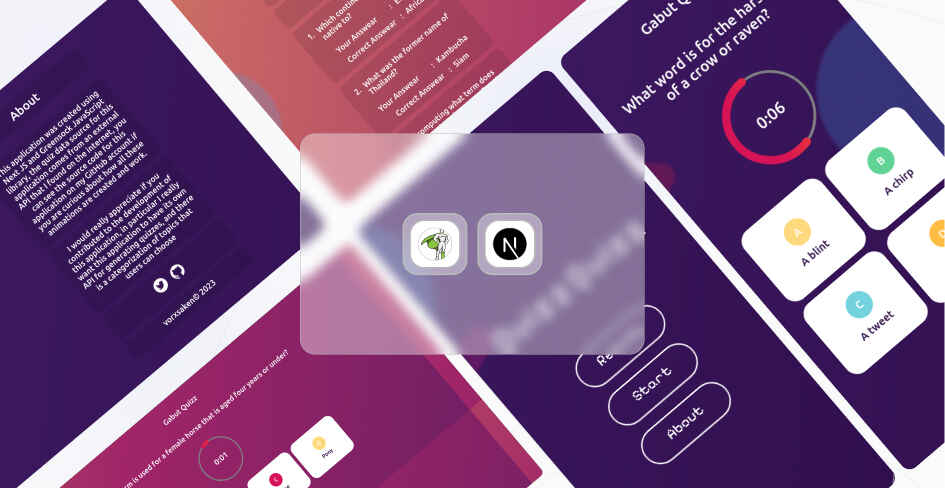 About
This application was created using
Next JS and Greensock JavaScript
library, the quiz data source for this
application comes from an external
API that I found on the internet, you
can see the source code for this
application on my GitHub account if
you are curious about how all these
animations are created and work.
I would really appreciate if you
contributed to the development of
this application, in particular I really
want this application to have its own
API for generating quizzes, and there
is a categorization of topics that
users can choose
vorxsaken© 2023
1. Which
native to?
Your Answear :
Correct Answear : Africa
2. What was the former name of
Thailand?
Your Answear : Kambucha
Correct Answear : Siam
computing what term does
Gabut
What word is for the
of a crow or raven?
0:06
A
A blint
B
A chirp
C
A tweet
N
Start
About
Gabut Quizz
is used for a female horse that is aged four years or under?
0:01
Pony